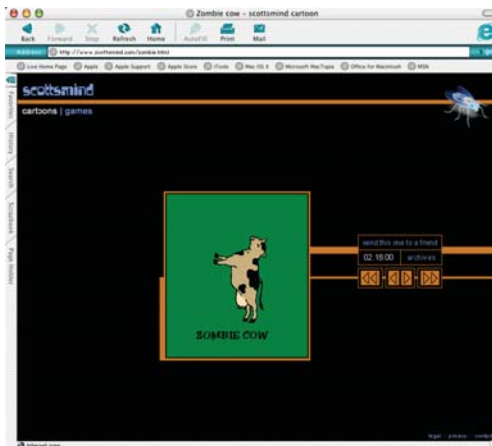 Zombie cow - scottsmind cartoon
Back Forward Stop Refresh Home AutoFill Print Mail
Address http://www.scottsmind.com/zombie.html
Live Home Page Apple Apple Support Apple Store iTools Mac OS X Microsoft MacTopia Office for Macintosh MSN
Favorites
History
Search
Scrapbook
Page Holder
scottsmind
cartoons | games
send this one to a friend
02.18.00 archives
ZOMBIE COW
legal privacy
Internet zone